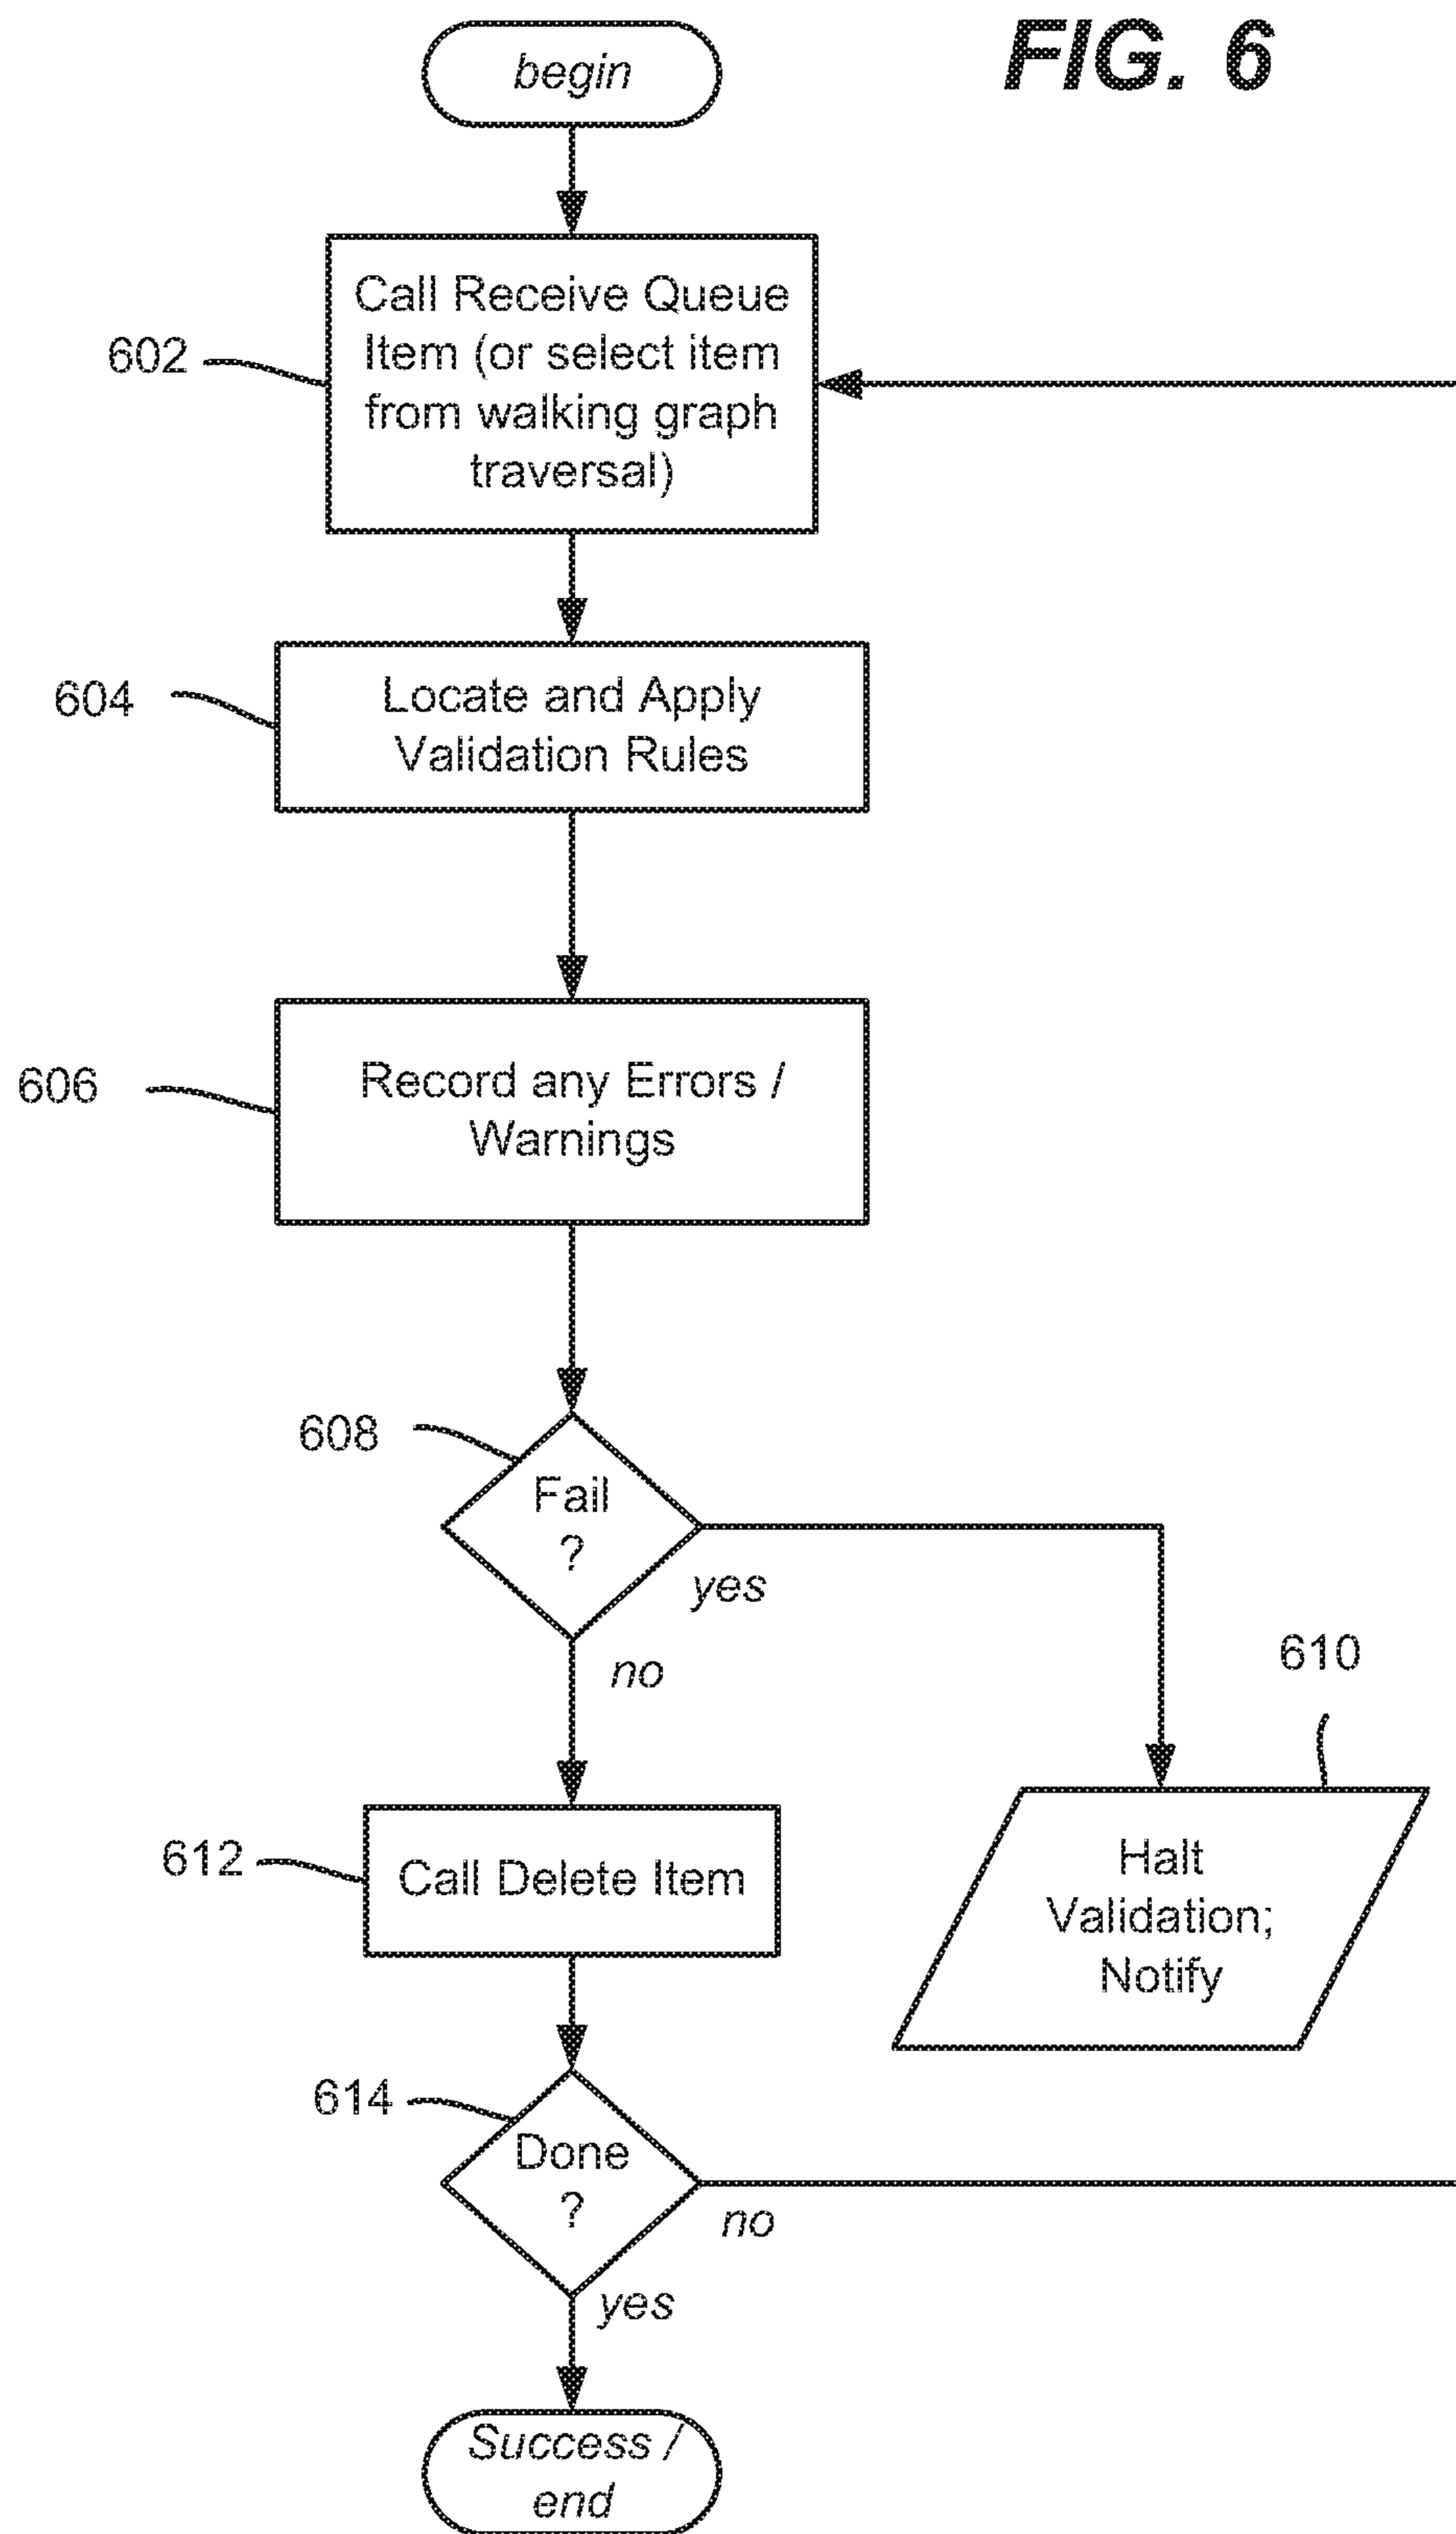 FIG. 6
begin
602
Call Receive Queue
Item (or select item
from walking graph
traversal)
604
Locate and Apply
Validation Rules
606
Record any Errors /
Warnings
608
Fail
?
yes
no
610
Halt
Validation;
Notify
612
Call Delete Item
614
Done
?
no
yes
Success /
end